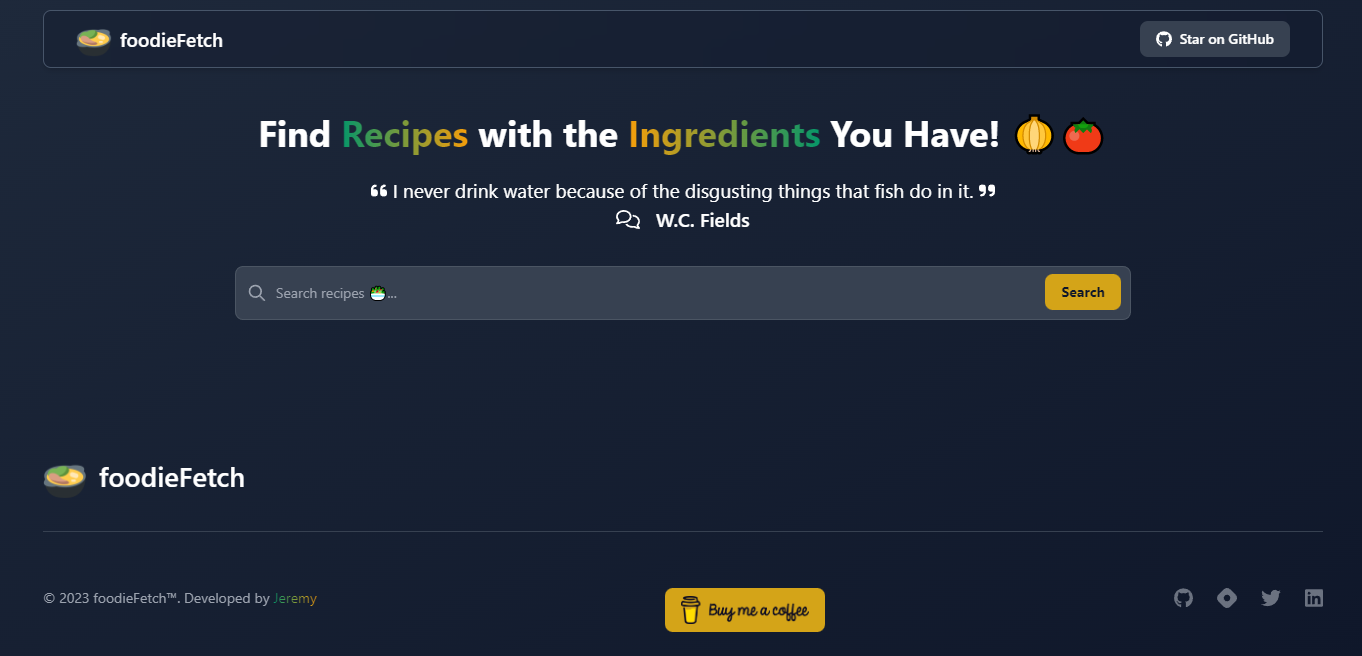 foodieFetch
Star on GitHub
Find Recipes with the Ingredients You Have! 🧅🍅
❝ I never drink water because of the disgusting things that fish do in it. ❞
W.C. Fields
Search recipes 🥗...
Search
foodieFetch
© 2023 foodieFetch™. Developed by Jeremy
Buy me a coffee